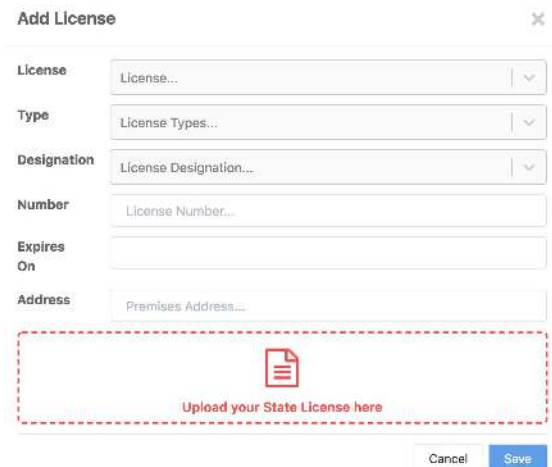 Add License
License
License...
Type
License Types...
Designation
License Designation...
Number
License Number...
Expires
On
Address
Premises Address...
Upload your State License here
Cancel
Save